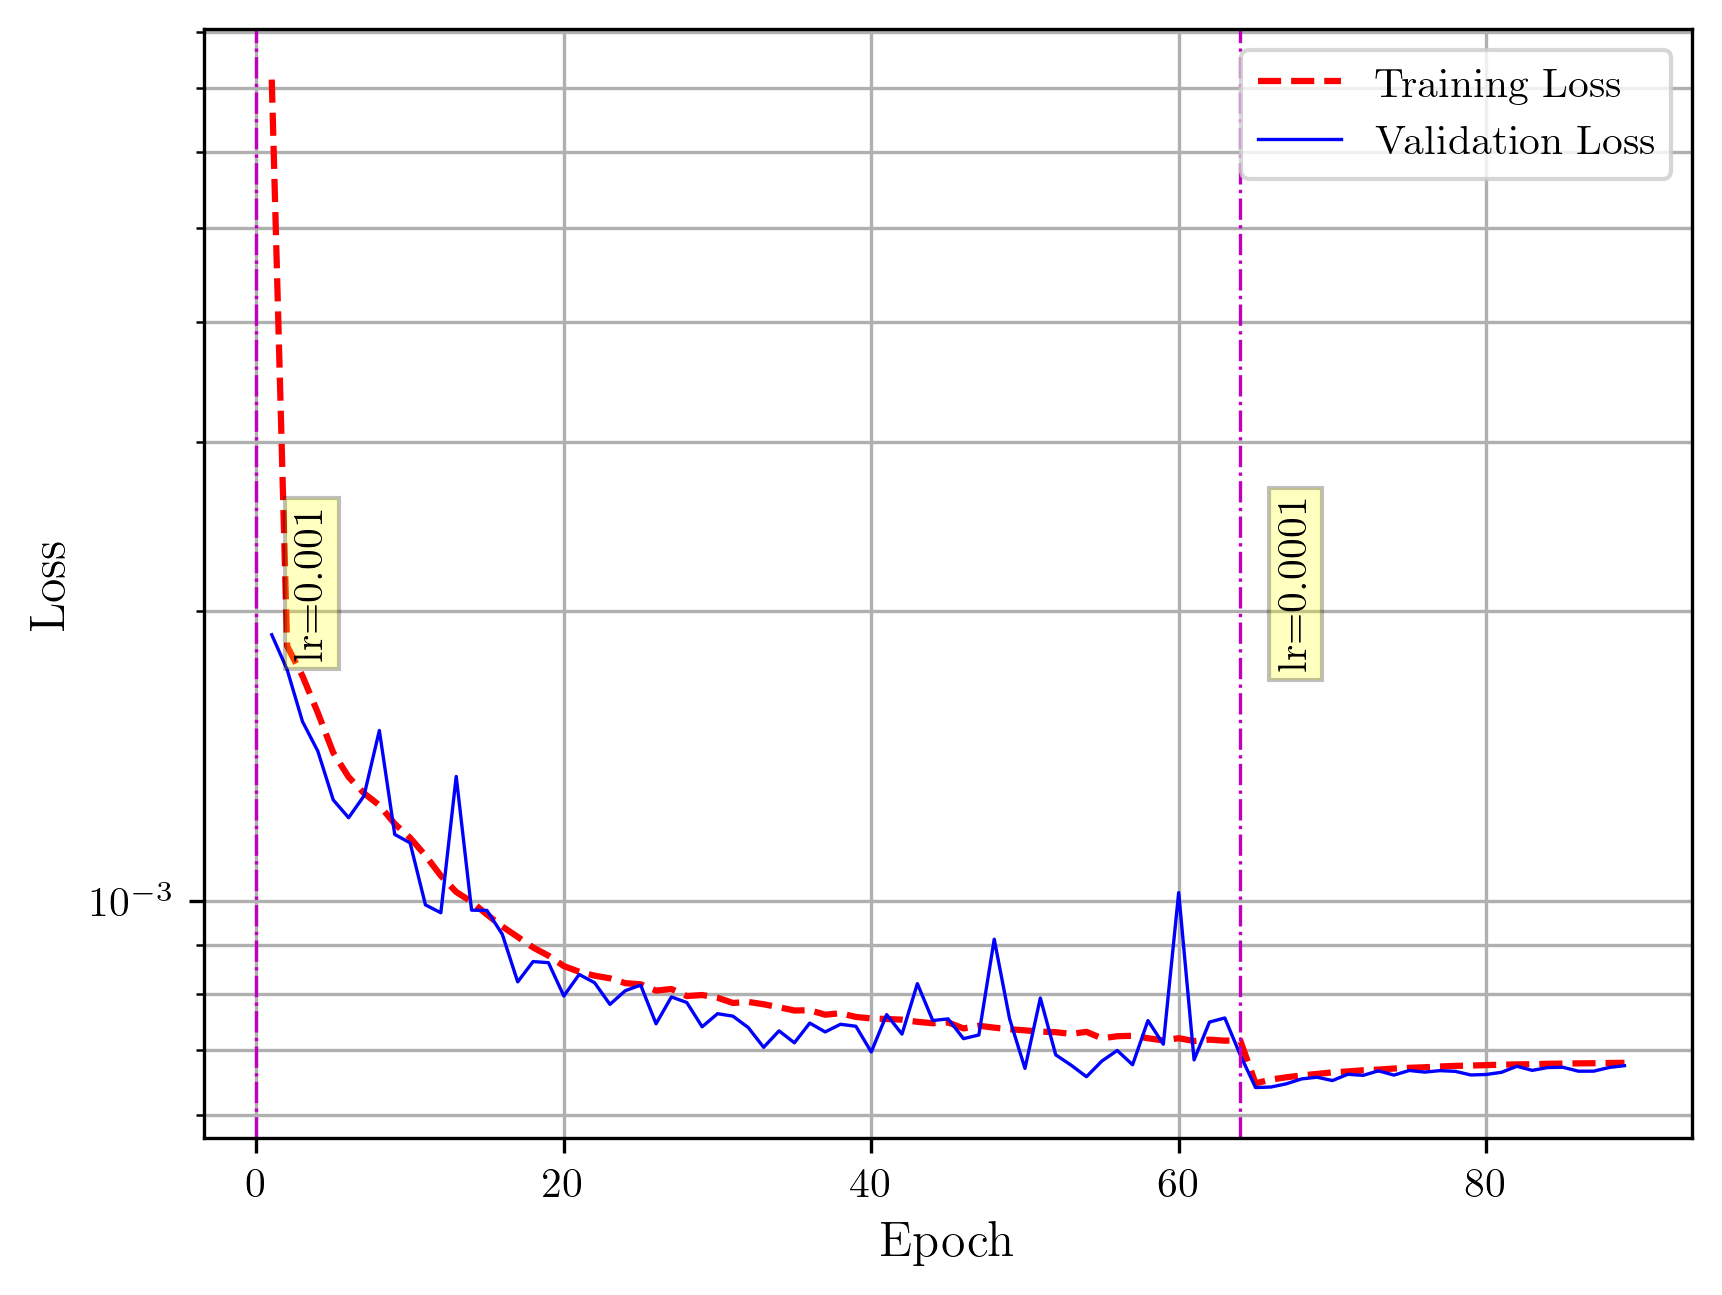 Training Loss
Validation Loss
Loss
lr=0.001
lr=0.0001
10⁻³
0 20 40 60 80
Epoch